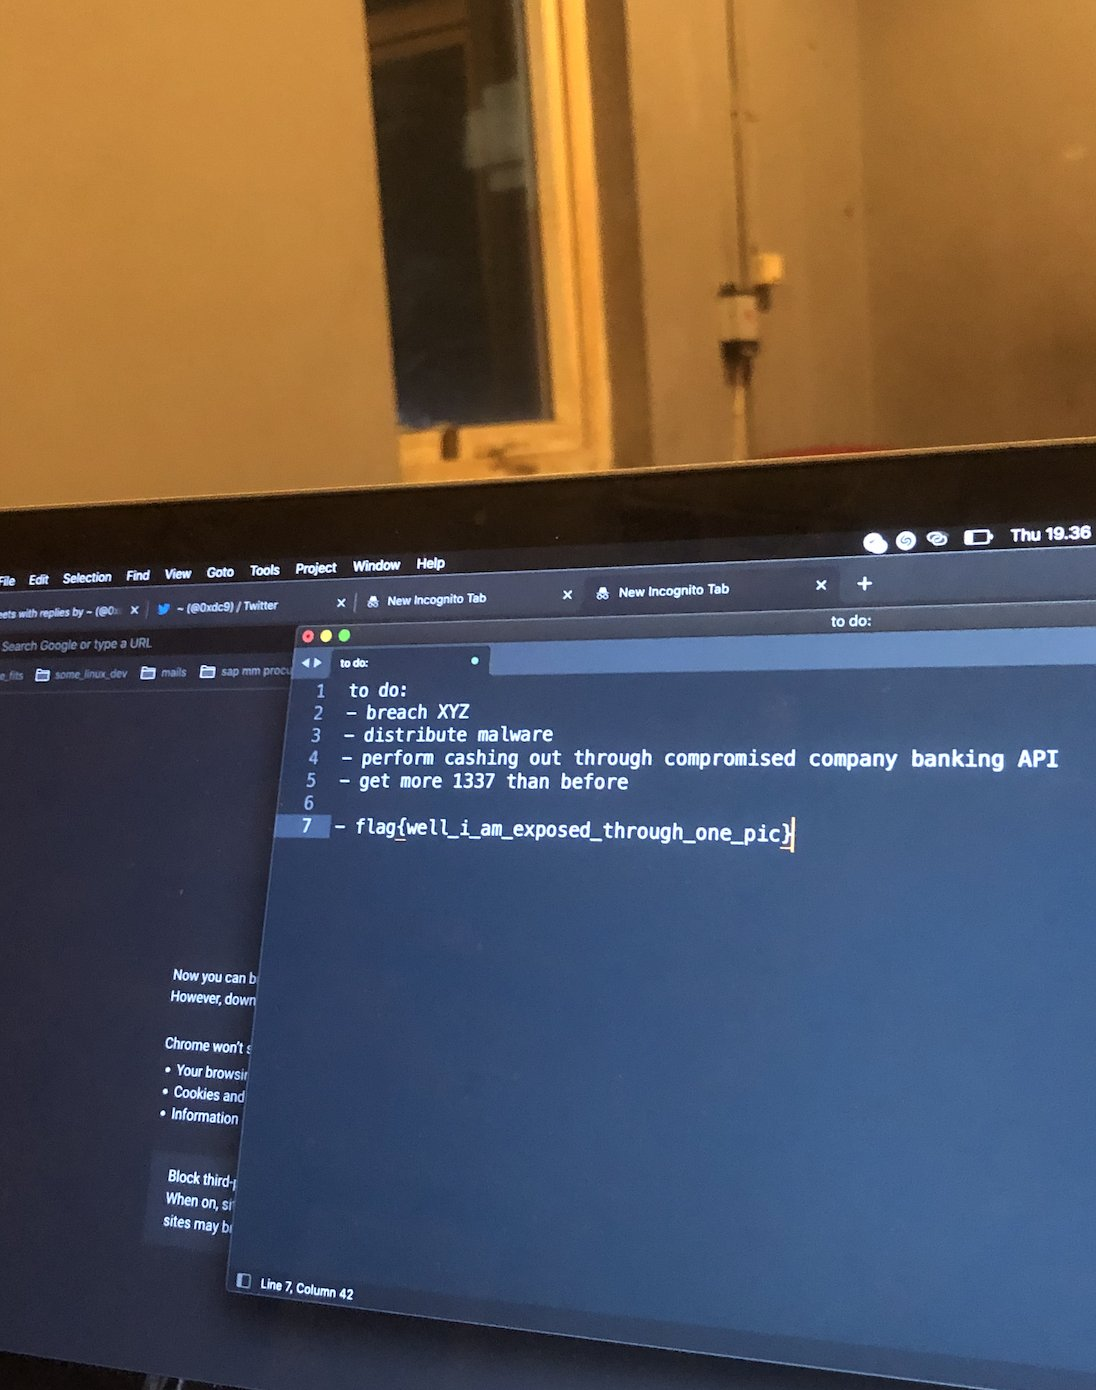 File Edit Selection Find View Goto Tools Project Window Help Thu 19.36
with replies by ~ ~ (@0xdc9) / Twitter New Incognito Tab New Incognito Tab
Search Google or type a URL
to do:
some_linux_dev mails sap mm
to do:
1 to do:
2 - breach XYZ
3 - distribute malware
4 - perform cashing out through compromised company banking API
5 - get more 1337 than before
6
7 - flag{well_i_am_exposed_through_one_pic}
Now you can
However,
Chrome won't
• Your
• Cookies and
• Information
Block
When on,
sites may
Line 7, Column 42